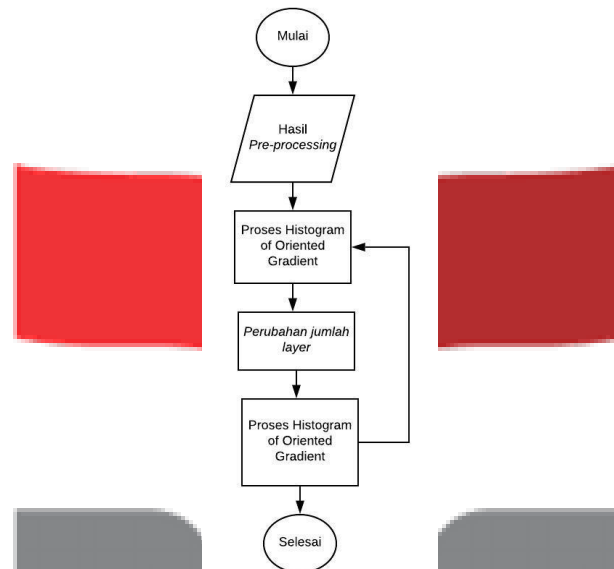 Mulai
Hasil
Pre-processing
Proses Histogram
of Oriented
Gradient
Perubahan jumlah
layer
Proses Histogram
of Oriented
Gradient
Selesai